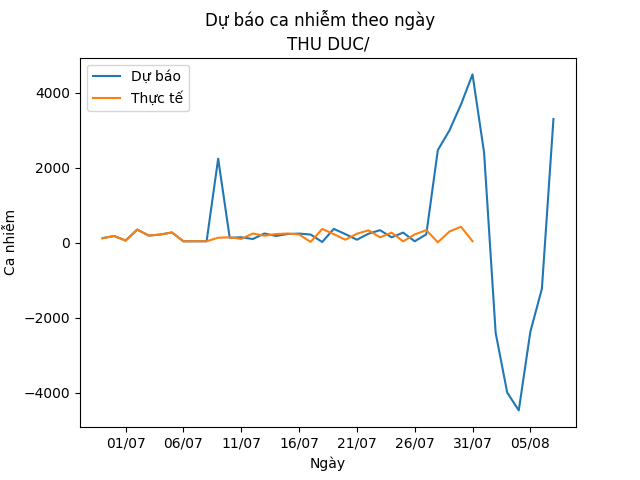 Dự báo ca nhiễm theo ngày
THU DUC/
Dự báo
Thực tế
Ca nhiễm
4000
2000
0
−2000
−4000
01/07 06/07 11/07 16/07 21/07 26/07 31/07 05/08
Ngày